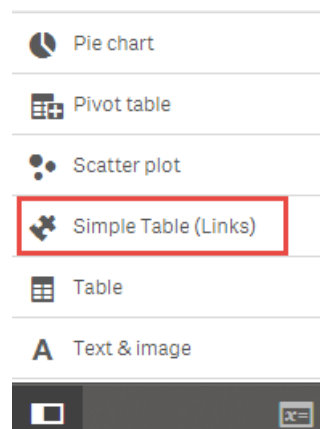 Pie chart
Pivot table
Scatter plot
Simple Table (Links)
Table
A Text & image
x=